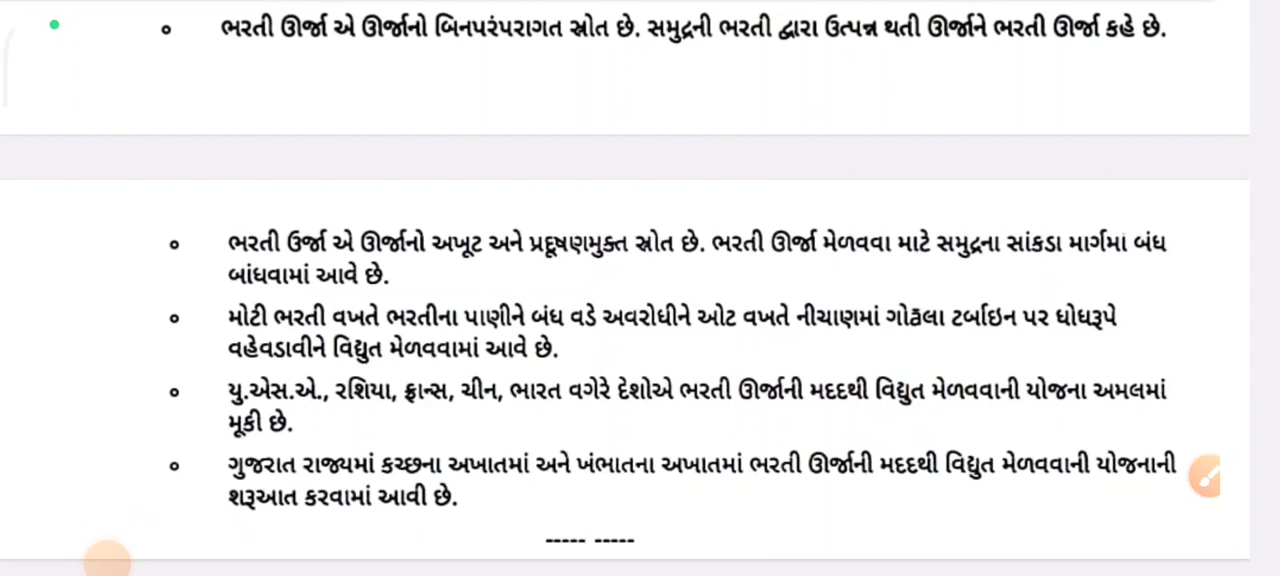 ભરતી ઊર્જા એ ઊર્જાનો બિનપરંપરાગત સ્રોત છે. સમુદ્રની ભરતી દ્વારા ઉત્પન્ન થતી ઊર્જાને ભરતી ઊર્જા કહે છે.
ભરતી ઉર્જા એ ઊર્જાનો અખૂટ અને પ્રદૂષણમુક્ત સ્રોત છે. ભરતી ઊર્જા મેળવવા માટે સમુદ્રના સાંકડા માર્ગમાં બંધ
બાંધવામાં આવે છે.
મોટી ભરતી વખતે ભરતીના પાણીને બંધ વડે અવરોધીને ઓટ વખતે નીચાણમાં ટર્બાઇન પર ધોધરૂપે
વહેવડાવીને વિદ્યુત મેળવવામાં આવે છે.
યુ.એસ.એ., રશિયા, ફ્રાન્સ, ચીન, ભારત વગેરે દેશોએ ભરતી ઊર્જાની મદદથી વિદ્યુત મેળવવાની યોજના અમલમાં
મૂકી છે.
ગુજરાત રાજ્યમાં કચ્છના અખાતમાં અને ખંભાતના અખાતમાં ભરતી ઊર્જાની મદદથી વિદ્યુત મેળવવાની યોજનાની
શરૂઆત કરવામાં આવી છે.
----- -----